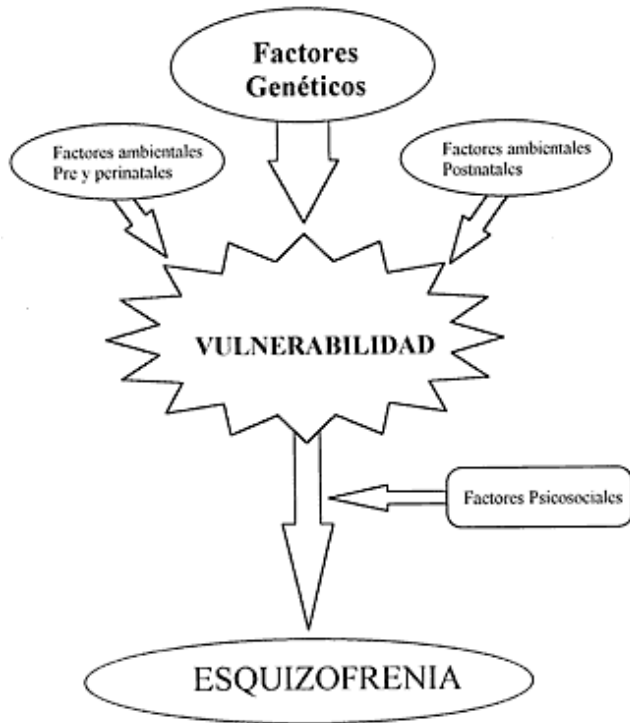 Factores
Genéticos
Factores ambientales
Pre y perinatales
Factores ambientales
Postnatales
VULNERABILIDAD
Factores Psicosociales
ESQUIZOFRENIA